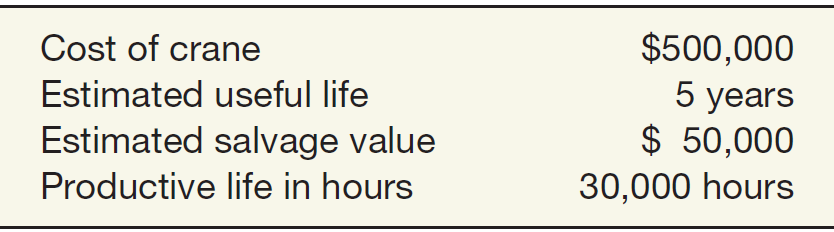 Cost of crane $500,000
Estimated useful life 5 years
Estimated salvage value $ 50,000
Productive life in hours 30,000 hours